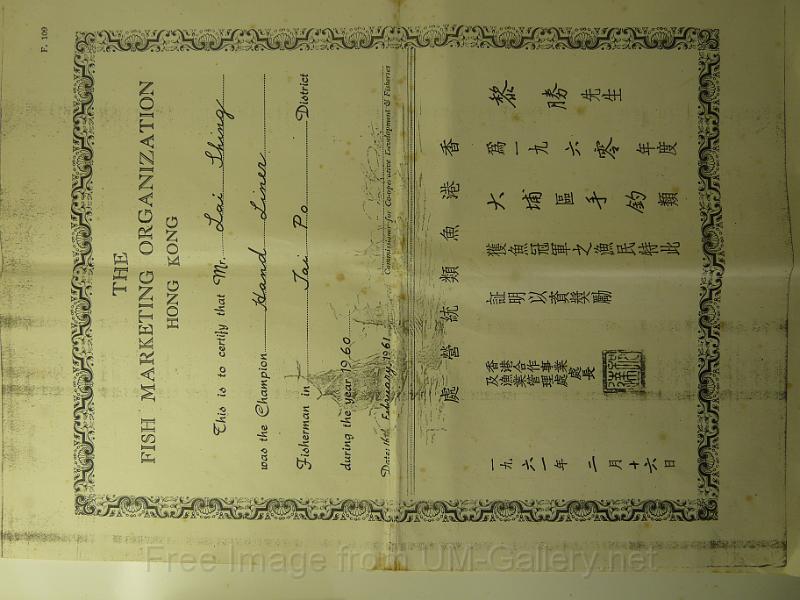 F. 109
THE
FISH MARKETING ORGANIZATION
HONG KONG
This is to certify that Mr. Lai Shing
was the Champion Hand Liner
Fisherman in Tai Po District
during the year 1960
Dated February, 1961
Commissioner for Co-operative Development & Fisheries
香港魚類統營處
黎勝先生
為一九六零年度
大埔區手釣類
獲魚冠軍之漁民特此
証明以資獎勵
香港合作事業
及漁業管理處處長
一九六一年二月十六日
Free Image from UM-Gallery.net